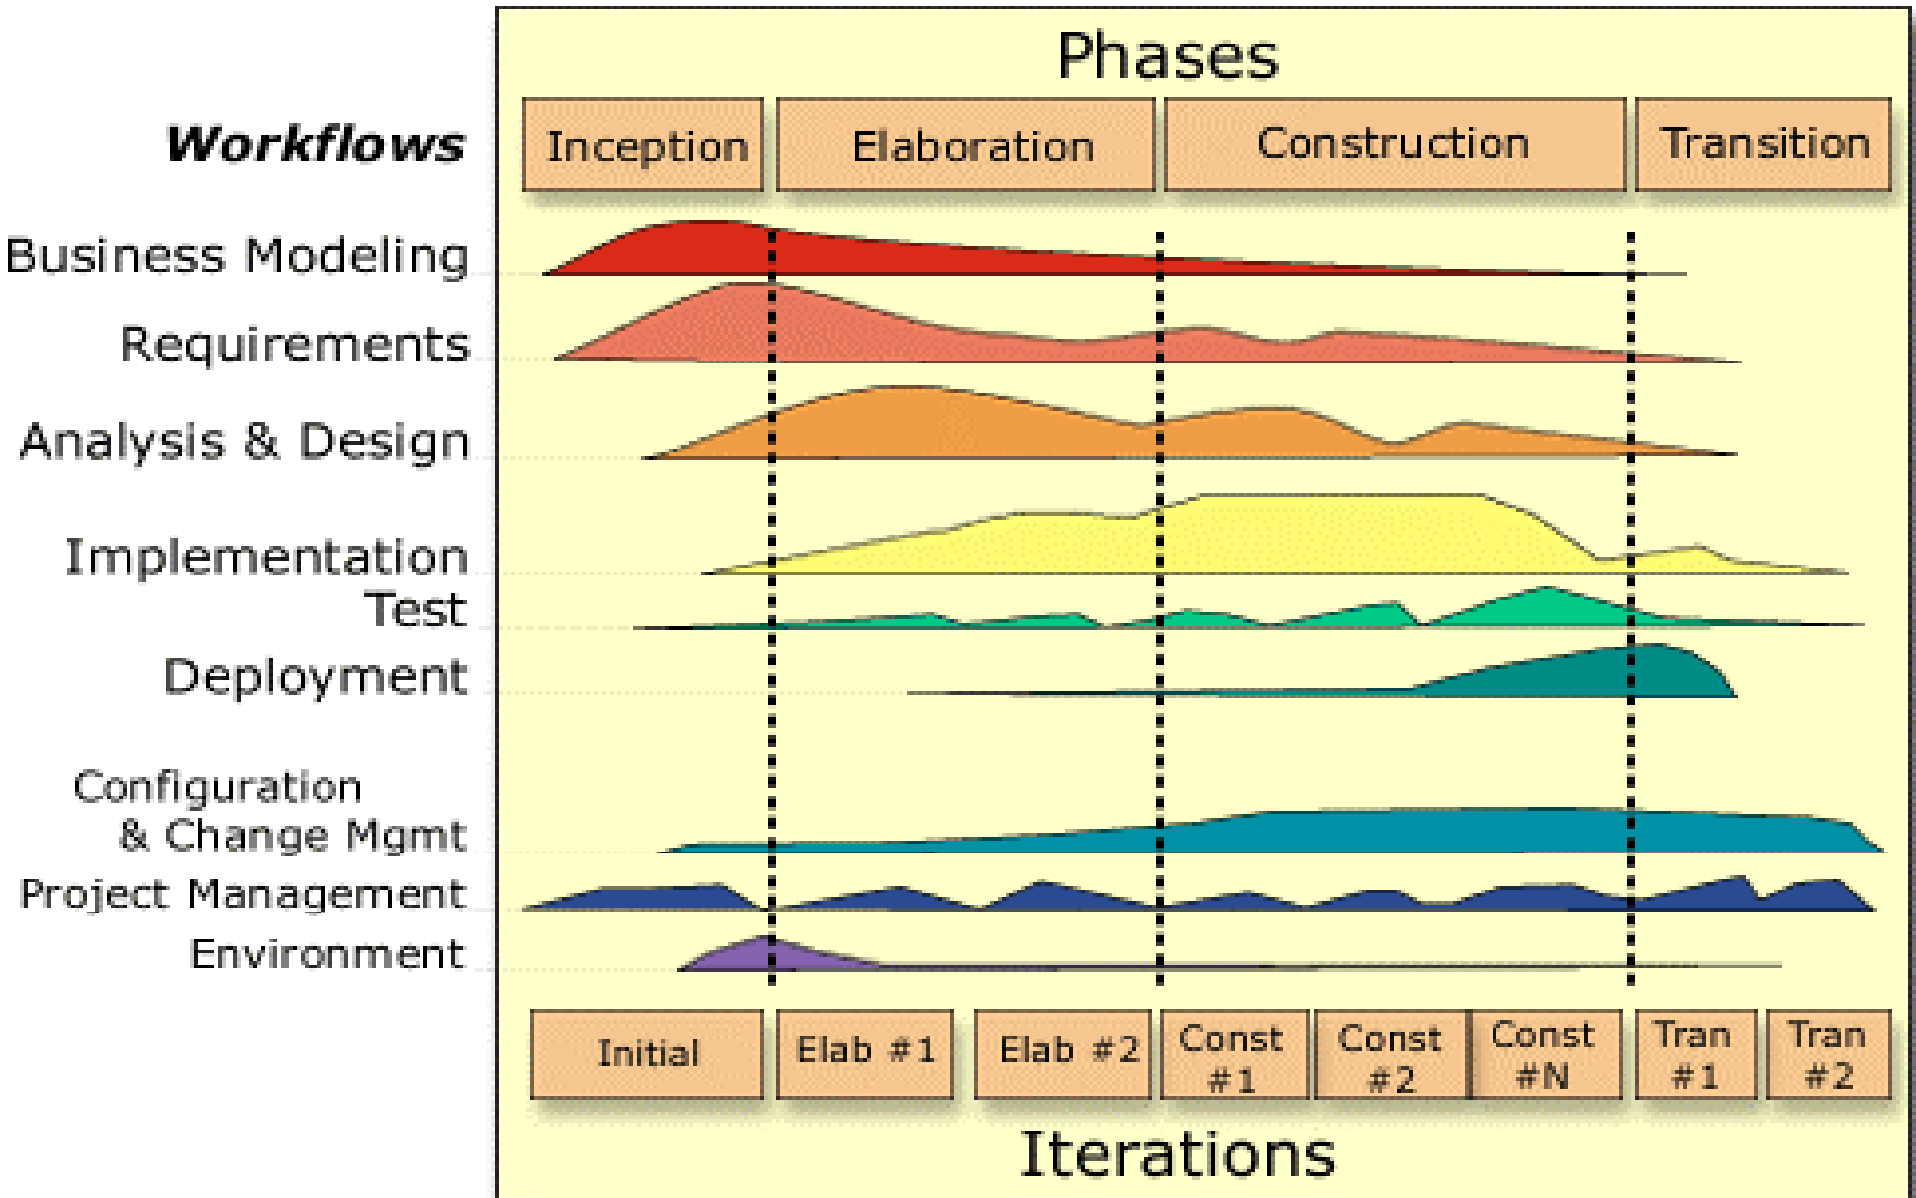 Phases
Workflows
Inception
Elaboration
Construction
Transition
Business Modeling
Requirements
Analysis & Design
Implementation
Test
Deployment
Configuration
& Change Mgmt
Project Management
Environment
Initial
Elab #1
Elab #2
Const
#1
Const
#2
Const
#N
Tran
#1
Tran
#2
Iterations